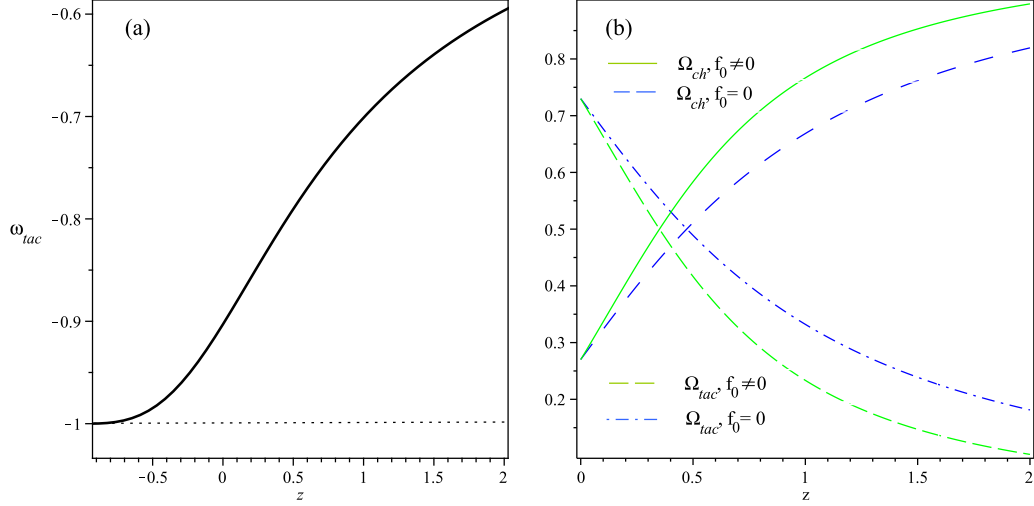 (a)
−0.6
−0.7
−0.8
−0.9
−1
ω_tac
−0.5 0 0.5 1 1.5 2
z
(b)
Ω_ch, f_0 ≠ 0
Ω_ch, f_0 = 0
0.8
0.7
0.6
0.5
0.4
0.3
0.2
Ω_tac, f_0 ≠ 0
Ω_tac, f_0 = 0
0 0.5 1 1.5 2
z